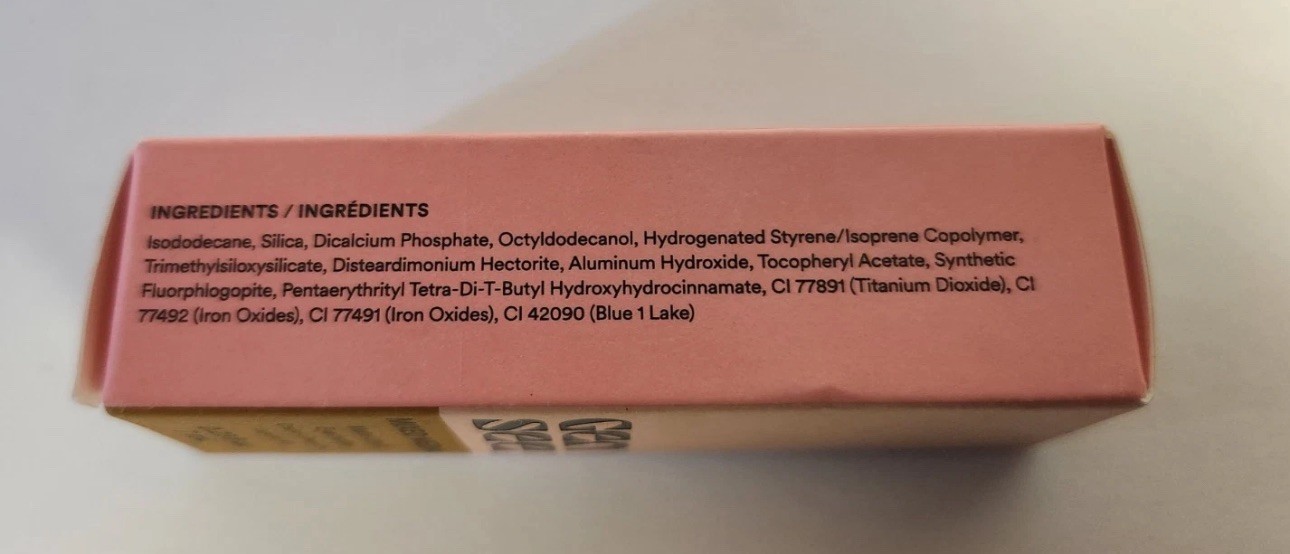 INGREDIENTS / INGRÉDIENTS
Isododecane, Silica, Dicalcium Phosphate, Octyldodecanol, Hydrogenated Styrene/Isoprene Copolymer,
Trimethylsiloxysilicate, Disteardimonium Hectorite, Aluminum Hydroxide, Tocopheryl Acetate, Synthetic
Fluorphlogopite, Pentaerythrityl Tetra-Di-T-Butyl Hydroxyhydrocinnamate, CI 77891 (Titanium Dioxide), CI
77492 (Iron Oxides), CI 77491 (Iron Oxides), CI 42090 (Blue 1 Lake)